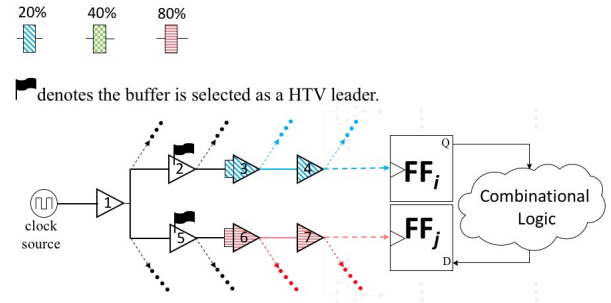 20% 40% 80%
denotes the buffer is selected as a HTV leader.
clock
source
1
2
3
4
5
6
7
Q
FFi
FFj
D
Combinational
Logic